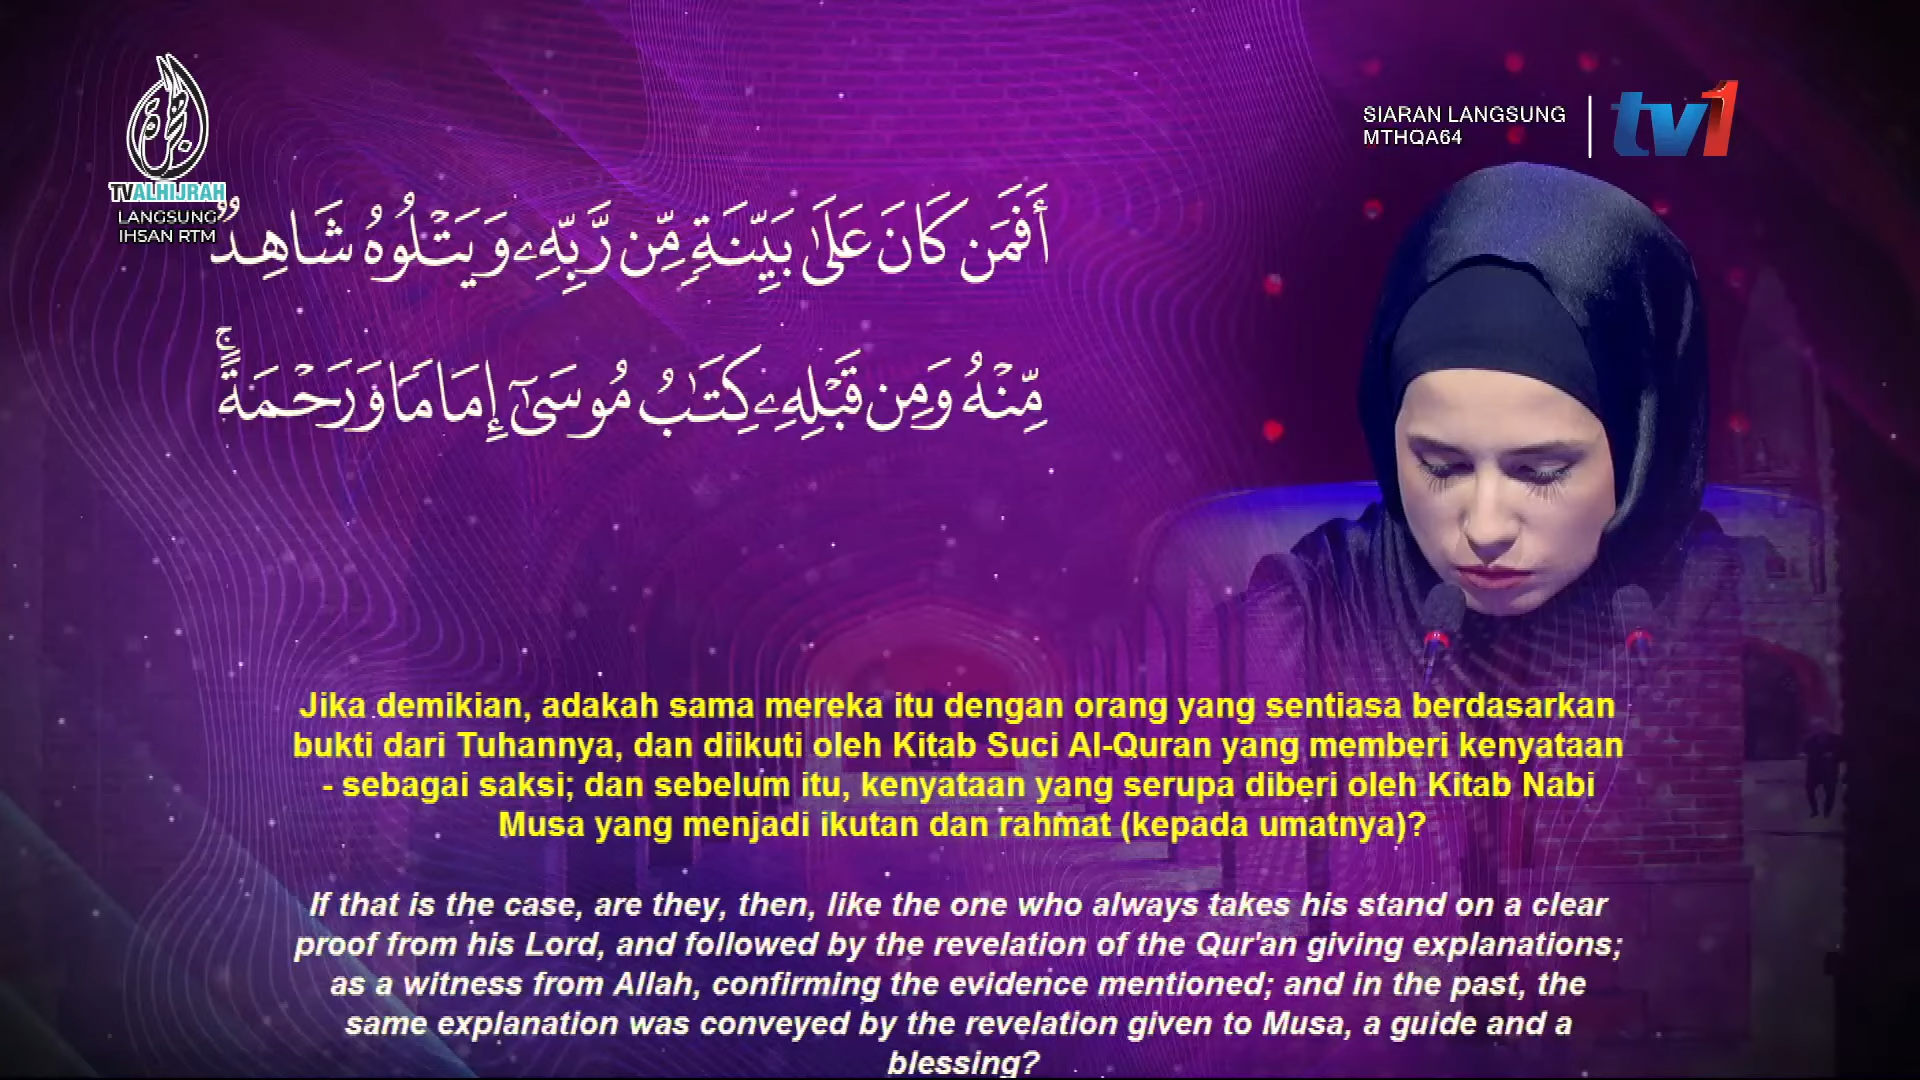 SIARAN LANGSUNG
MTHQA64
tv1
TVALHIJRAH
LANGSUNG
IHSAN RTM
أَفَمَن كَانَ عَلَىٰ بَيِّنَةٍ مِّن رَّبِّهِۦ وَيَتْلُوهُ شَاهِدٌ
مِّنْهُ وَمِن قَبْلِهِۦ كِتَٰبُ مُوسَىٰٓ إِمَامًا وَرَحْمَةً ۚ
Jika demikian, adakah sama mereka itu dengan orang yang sentiasa berdasarkan
bukti dari Tuhannya, dan diikuti oleh Kitab Suci Al-Quran yang memberi kenyataan
- sebagai saksi; dan sebelum itu, kenyataan yang serupa diberi oleh Kitab Nabi
Musa yang menjadi ikutan dan rahmat (kepada umatnya)?
If that is the case, are they, then, like the one who always takes his stand on a clear
proof from his Lord, and followed by the revelation of the Qur'an giving explanations;
as a witness from Allah, confirming the evidence mentioned; and in the past, the
same explanation was conveyed by the revelation given to Musa, a guide and a
blessing?